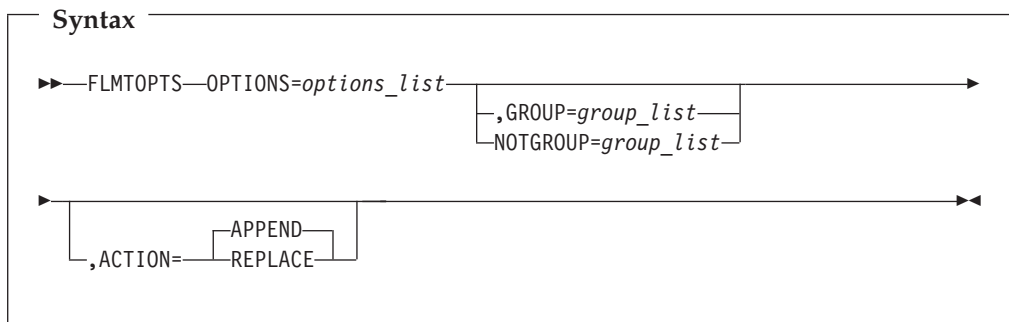 Syntax
FLMTOPTS OPTIONS=options_list
,GROUP=group_list
NOTGROUP=group_list
,ACTION= APPEND
REPLACE